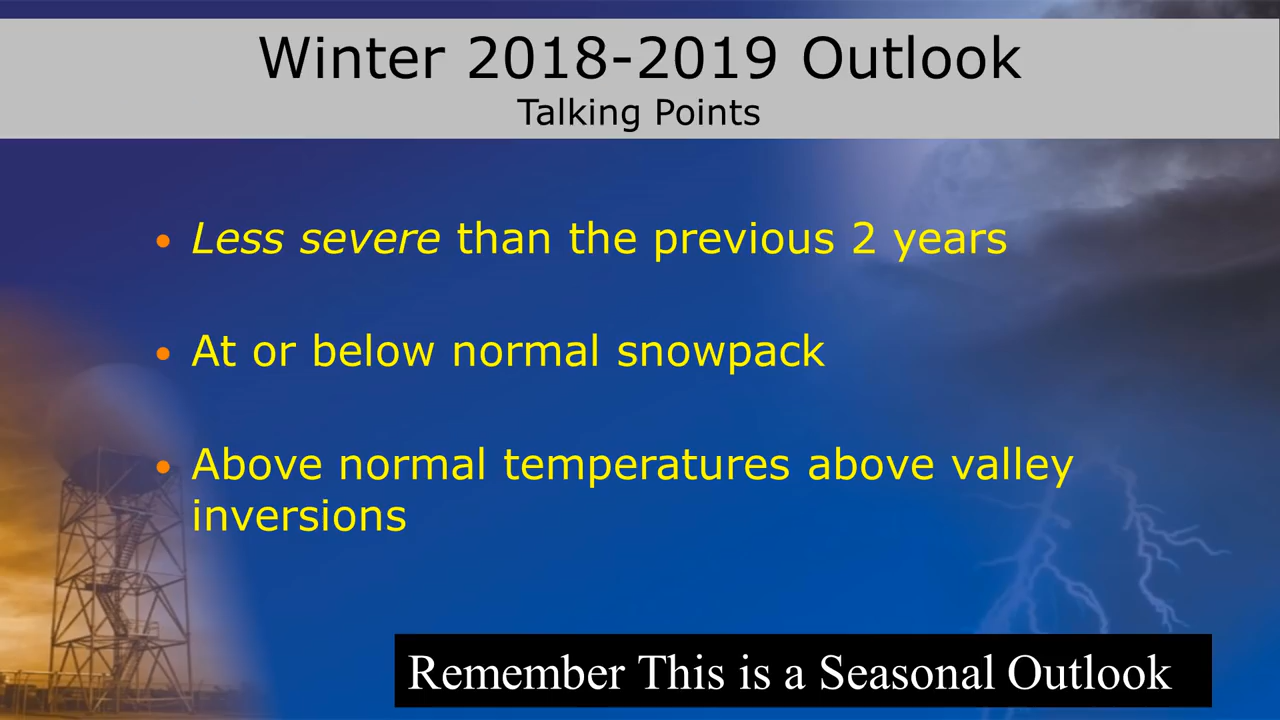 Winter 2018-2019 Outlook
Talking Points
• Less severe than the previous 2 years
• At or below normal snowpack
• Above normal temperatures above valley
inversions
Remember This is a Seasonal Outlook